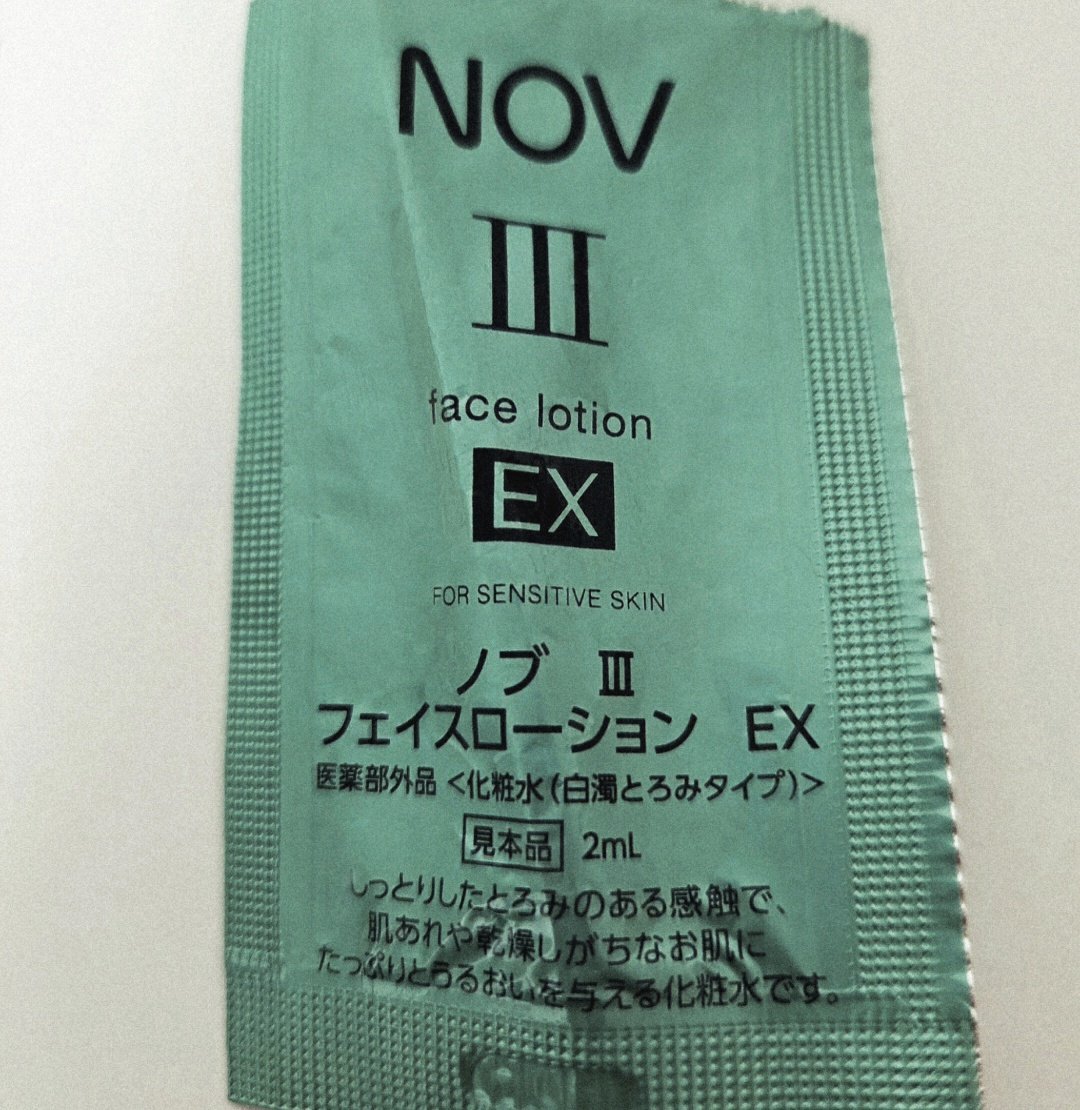 NOV
III
face lotion
EX
FOR SENSITIVE SKIN
ノブ III
フェイスローション EX
医薬部外品 <化粧水(白濁とろみタイプ)>
見本品 2mL
しっとりしたとろみのある感触で、
肌あれや乾燥しがちなお肌に
たっぷりとうるおいを与える化粧水です。